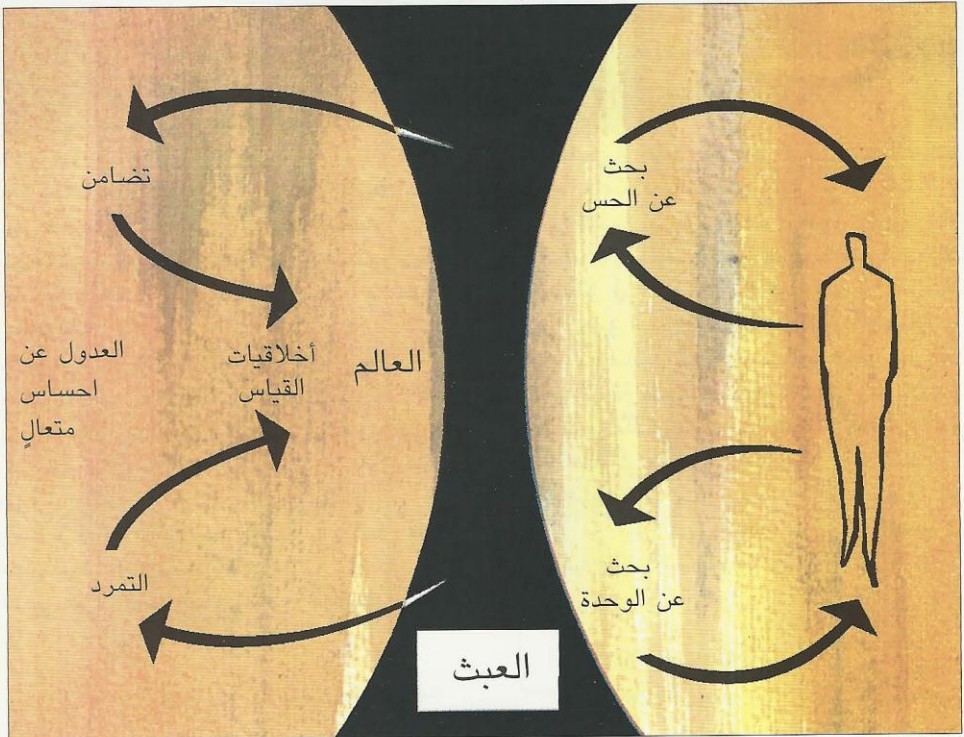 بحث
عن الحس
بحث
عن الوحدة
العبث
العالم
تضامن
أخلاقيات
القياس
التمرد
العدول عن
احساس
متعالٍ